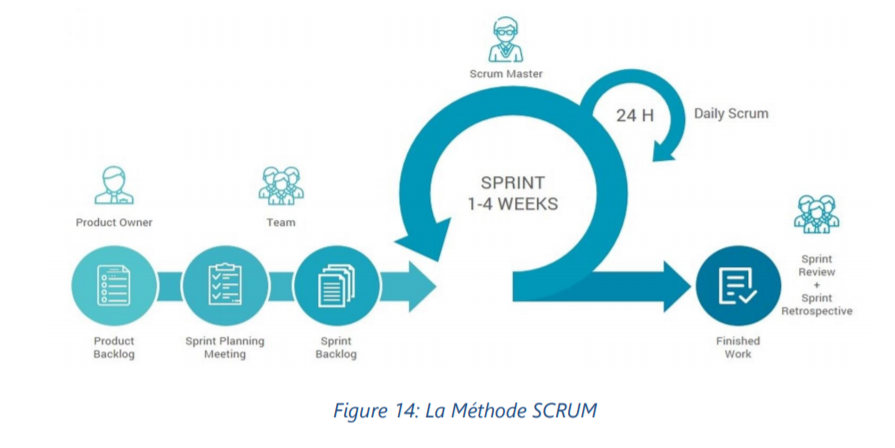 Scrum Master
24 H
Daily Scrum
SPRINT
1-4 WEEKS
Product Owner
Team
Product
Backlog
Sprint Planning
Meeting
Sprint
Backlog
Finished
Work
Sprint
Review
+
Sprint
Retrospective
Figure 14: La Méthode SCRUM